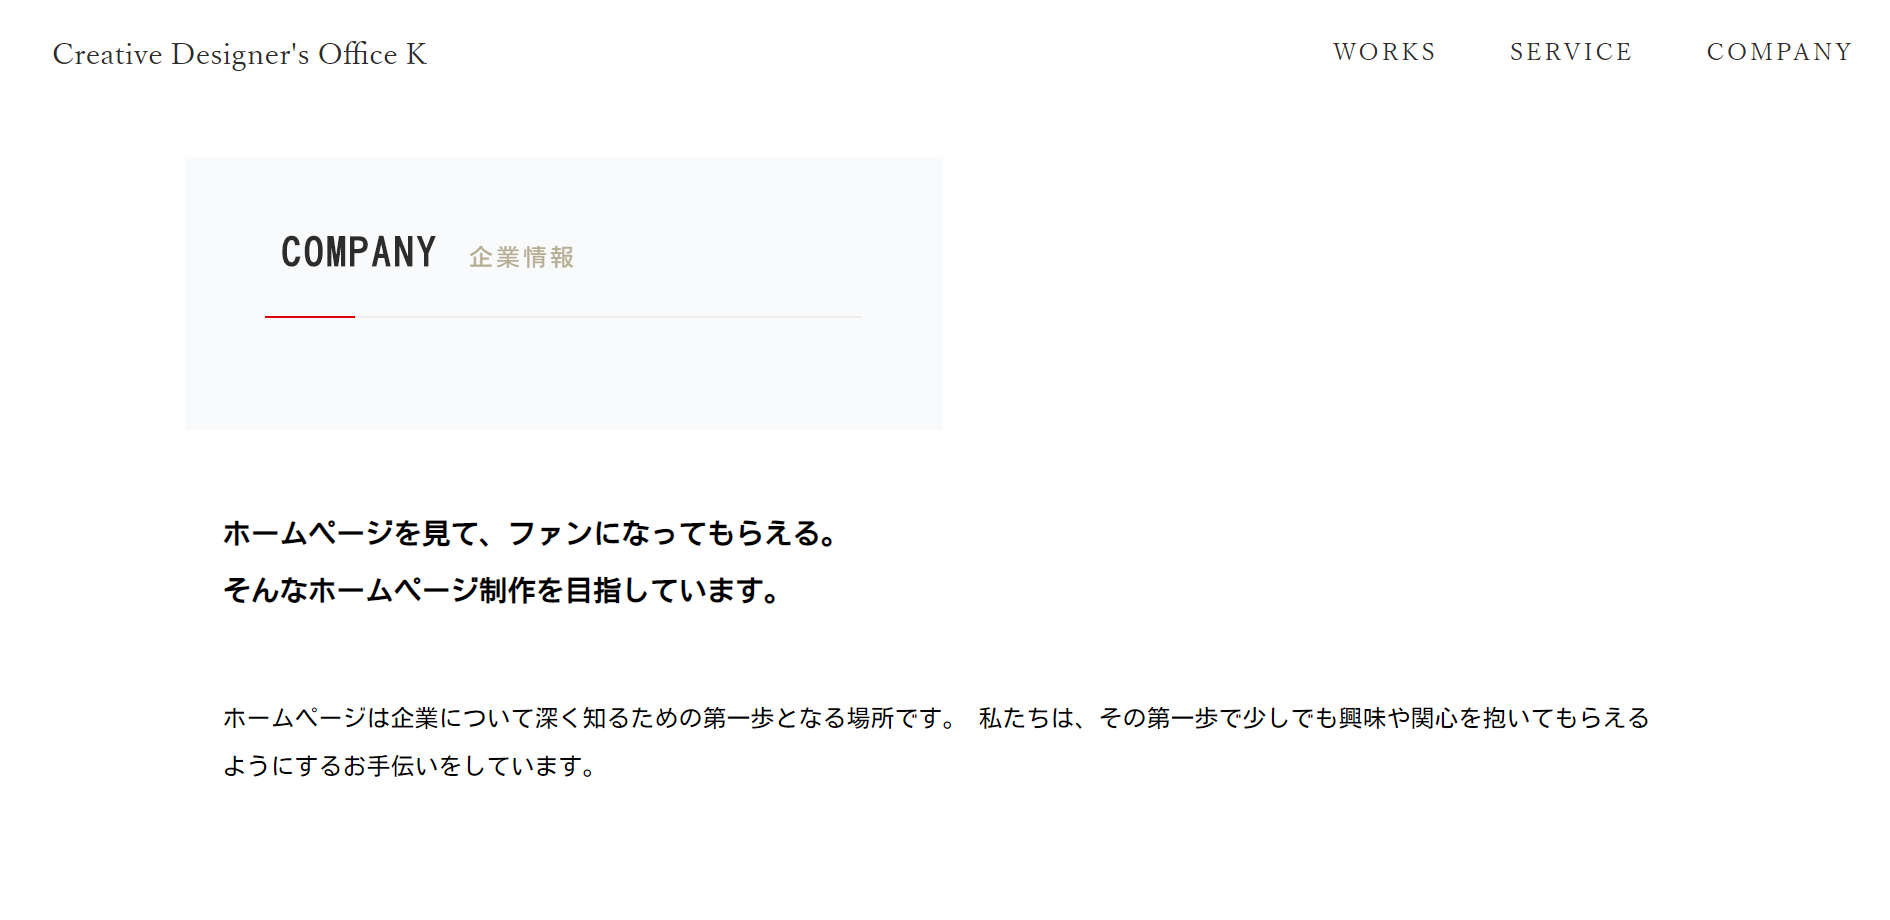 Creative Designer's Office K
WORKS SERVICE COMPANY
COMPANY 企業情報
ホームページを見て、ファンになってもらえる。
そんなホームページ制作を目指しています。
ホームページは企業について深く知るための第一歩となる場所です。 私たちは、その第一歩で少しでも興味や関心を抱いてもらえる
ようにするお手伝いをしています。